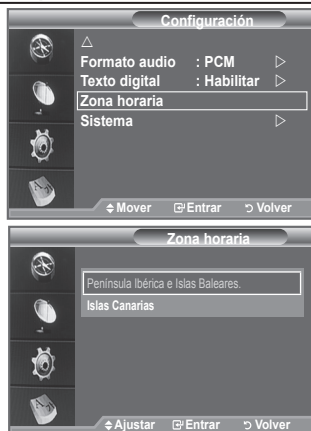 Configuración
△
Formato audio : PCM ▷
Texto digital : Habilitar ▷
Zona horaria
Sistema ▷
Mover Entrar Volver
Zona horaria
Península Ibérica e Islas Baleares.
Islas Canarias
Ajustar Entrar Volver